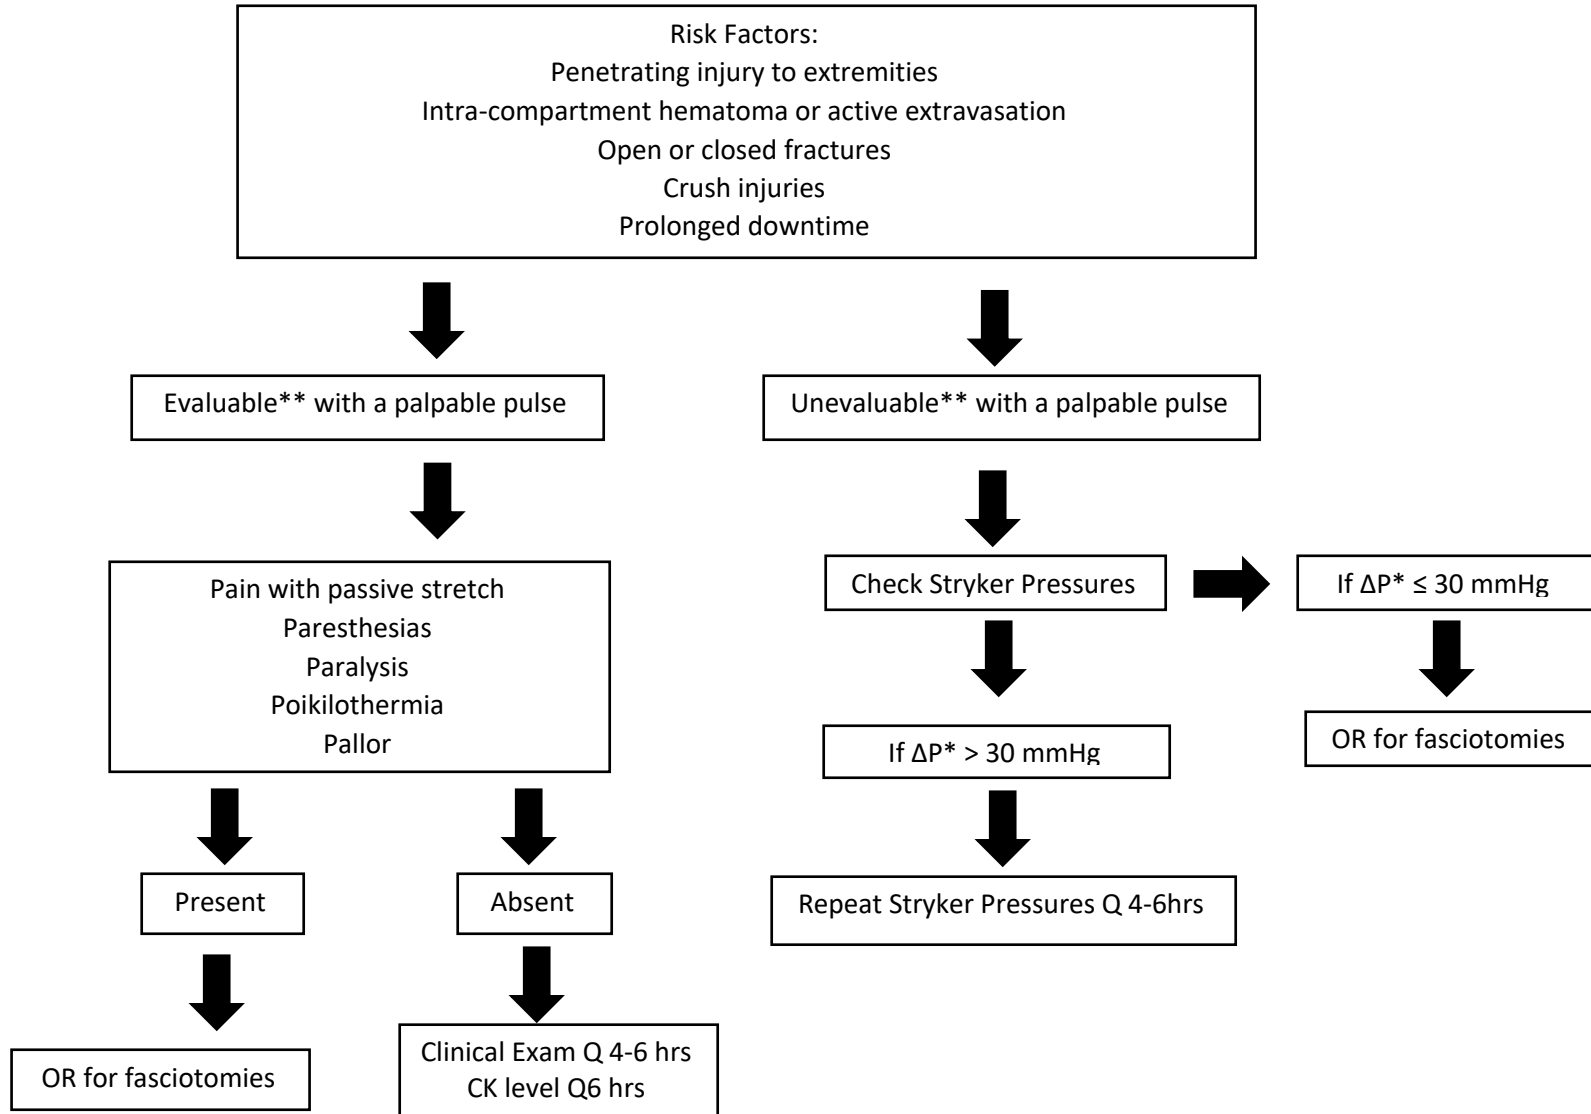 Risk Factors:
Penetrating injury to extremities
Intra-compartment hematoma or active extravasation
Open or closed fractures
Crush injuries
Prolonged downtime
Evaluable** with a palpable pulse
Unevaluable** with a palpable pulse
Pain with passive stretch
Paresthesias
Paralysis
Poikilothermia
Pallor
Check Stryker Pressures
If ΔP* ≤ 30 mmHg
If ΔP* > 30 mmHg
OR for fasciotomies
Present
Absent
Repeat Stryker Pressures Q 4-6hrs
OR for fasciotomies
Clinical Exam Q 4-6 hrs
CK level Q6 hrs